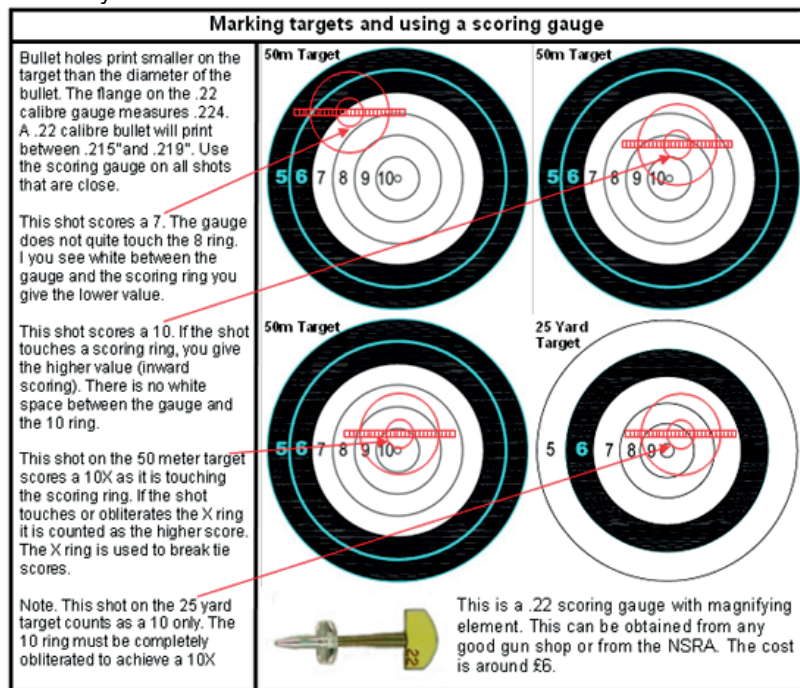 Marking targets and using a scoring gauge
Bullet holes print smaller on the
target than the diameter of the
bullet. The flange on the .22
calibre gauge measures .224.
A .22 calibre bullet will print
between .215"and .219". Use
the scoring gauge on all shots
that are close.
This shot scores a 7. The gauge
does not quite touch the 8 ring.
I you see white between the
gauge and the scoring ring you
give the lower value.
This shot scores a 10. If the shot
touches a scoring ring, you give
the higher value (inward
scoring). There is no white
space between the gauge and
the 10 ring.
This shot on the 50 meter target
scores a 10X as it is touching
the scoring ring. If the shot
touches or obliterates the X ring
it is counted as the higher score.
The X ring is used to break tie
scores.
Note. This shot on the 25 yard
target counts as a 10 only. The
10 ring must be completely
obliterated to achieve a 10X
50m Target
5 6 7 8 9 10
50m Target
5 6 7 8 9 10
50m Target
5 6 7 8 9 10
25 Yard
Target
5 6 7 8 9
22
This is a .22 scoring gauge with magnifying
element. This can be obtained from any
good gun shop or from the NSRA. The cost
is around £6.